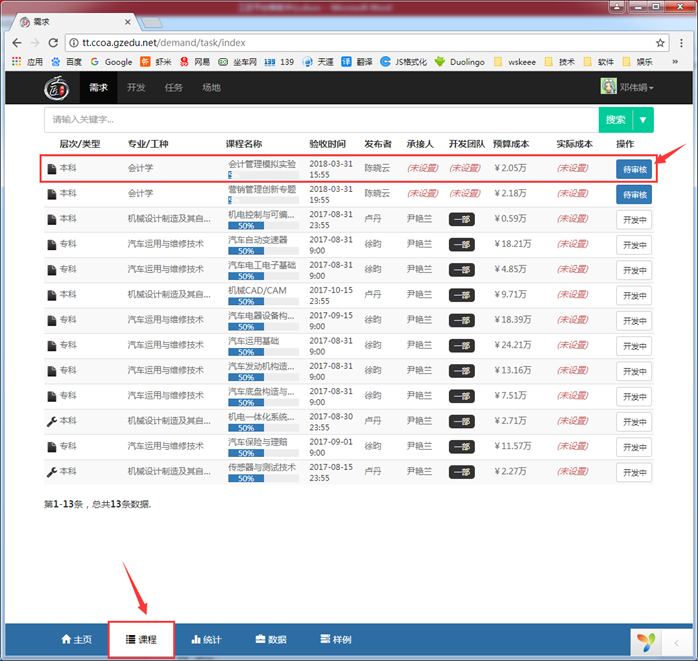 需求
tt.ccoa.gzedu.net/demand/task/index
应用 百度 Google 虾米 网易 坐车网 139 天涯 翻译 JS格式化 Duolingo wskeee 技术 软件 娱乐 »
需求 开发 任务 场地 邓伟娟
请输入关键字... 搜索
层次/类型 专业/工种 课程名称 验收时间 发布者 承接人 开发团队 预算成本 实际成本 操作
本科 会计学 会计管理模拟实验 2018-03-31 15:55 陈晓云 (未设置) (未设置) ¥2.05万 (未设置) 待审核
本科 会计学 营销管理创新专题 2018-03-31 19:55 陈晓云 (未设置) (未设置) ¥2.18万 (未设置) 待审核
本科 机械设计制造及其自... 机电控制与可编... 50% 2017-08-31 23:55 卢丹 尹艳兰 一部 ¥0.59万 (未设置) 开发中
专科 汽车运用与维修技术 汽车自动变速器 50% 2017-08-31 9:00 徐昀 尹艳兰 一部 ¥18.21万 (未设置) 开发中
专科 汽车运用与维修技术 汽车电工电子基础 50% 2017-08-31 9:00 徐昀 尹艳兰 一部 ¥4.85万 (未设置) 开发中
本科 机械设计制造及其自... 机械CAD/CAM 50% 2017-10-15 23:55 卢丹 尹艳兰 一部 ¥9.71万 (未设置) 开发中
专科 汽车运用与维修技术 汽车电器设备构... 50% 2017-09-15 9:00 徐昀 尹艳兰 一部 ¥18.39万 (未设置) 开发中
专科 汽车运用与维修技术 汽车运用基础 50% 2017-08-31 9:00 徐昀 尹艳兰 一部 ¥24.21万 (未设置) 开发中
专科 汽车运用与维修技术 汽车发动机构造... 50% 2017-08-31 9:00 徐昀 尹艳兰 一部 ¥13.16万 (未设置) 开发中
专科 汽车运用与维修技术 汽车底盘构造与... 50% 2017-08-31 9:00 徐昀 尹艳兰 一部 ¥7.51万 (未设置) 开发中
本科 机械设计制造及其自... 机电一体化系统... 50% 2017-08-30 23:55 卢丹 尹艳兰 一部 ¥2.71万 (未设置) 开发中
专科 汽车运用与维修技术 汽车保险与理赔 50% 2017-09-01 9:00 徐昀 尹艳兰 一部 ¥11.57万 (未设置) 开发中
本科 机械设计制造及其自... 传感器与测试技术 50% 2017-08-15 23:55 卢丹 尹艳兰 一部 ¥2.27万 (未设置) 开发中
第1-13条，总共13条数据.
主页 课程 统计 数据 样例